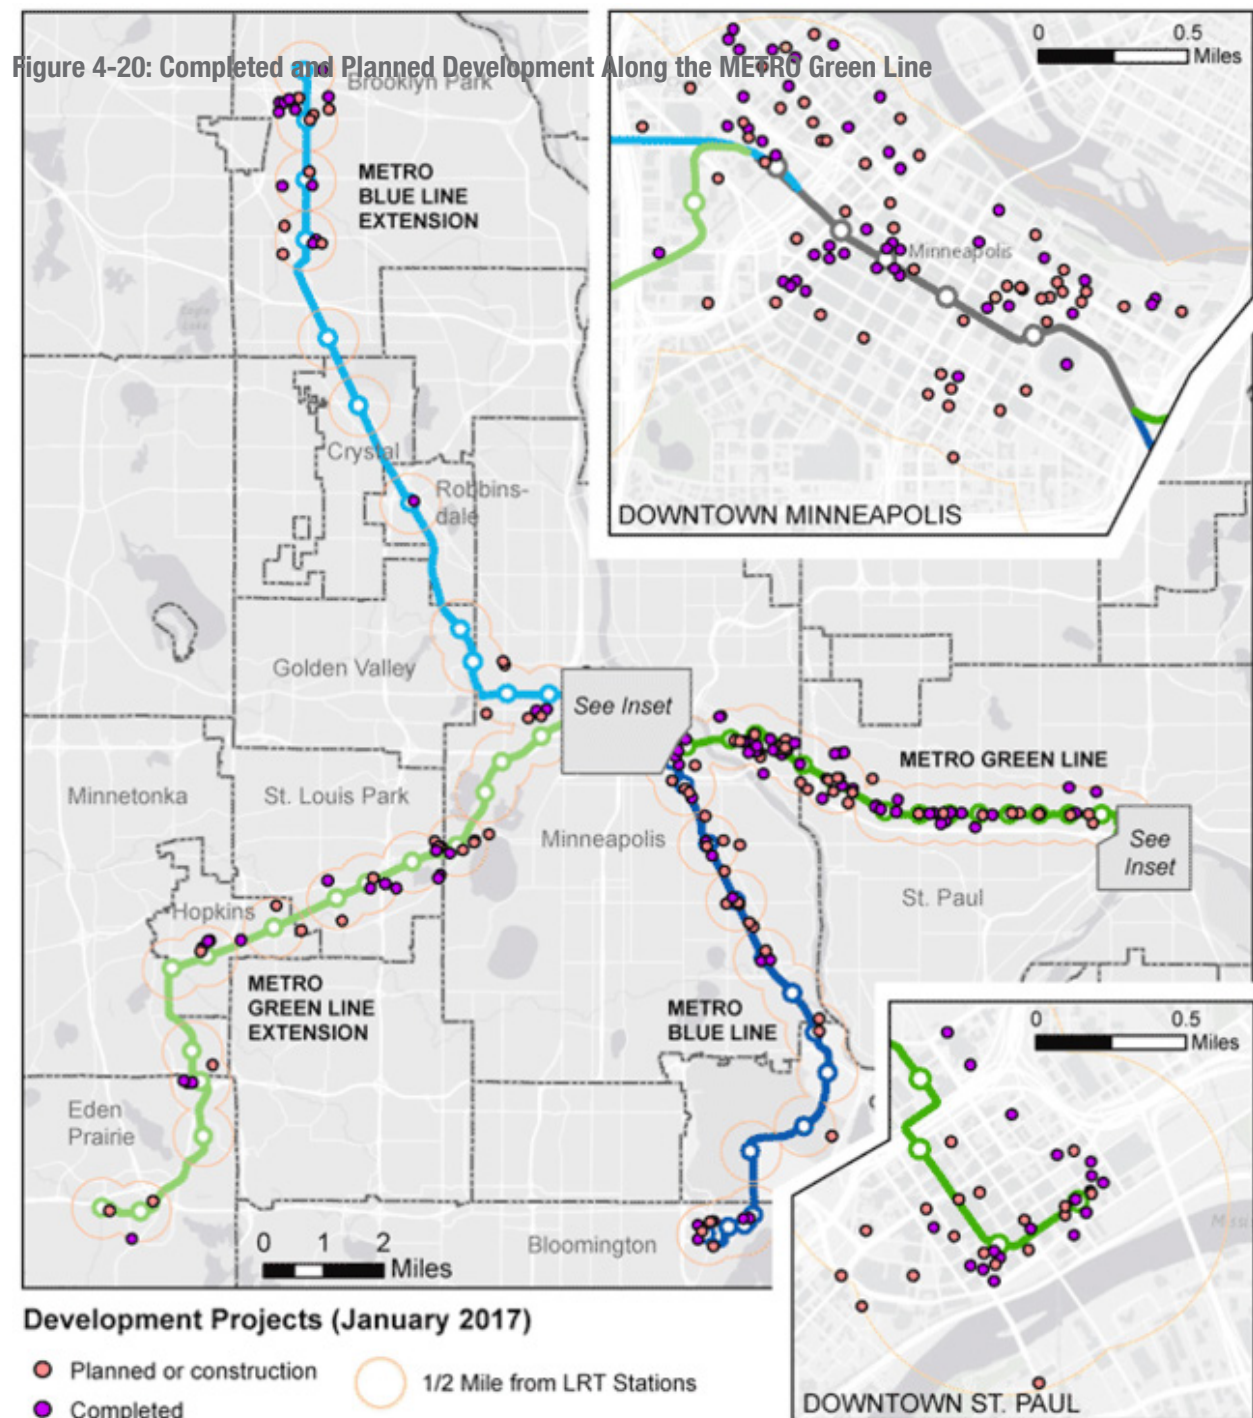 Figure 4-20: Completed and Planned Development Along the METRO Green Line
Brooklyn Park
METRO
BLUE LINE
EXTENSION
Eagle
Lake
Crystal
Robbins-
dale
Golden Valley
See Inset
0 0.5
Miles
Minneapolis
DOWNTOWN MINNEAPOLIS
METRO GREEN LINE
Minnetonka
St. Louis Park
Minneapolis
See
Inset
Hopkins
St. Paul
METRO
GREEN LINE
EXTENSION
METRO
BLUE LINE
Eden
Prairie
Bloomington
0 1 2
Miles
0 0.5
Miles
DOWNTOWN ST. PAUL
Development Projects (January 2017)
Planned or construction
Completed
1/2 Mile from LRT Stations